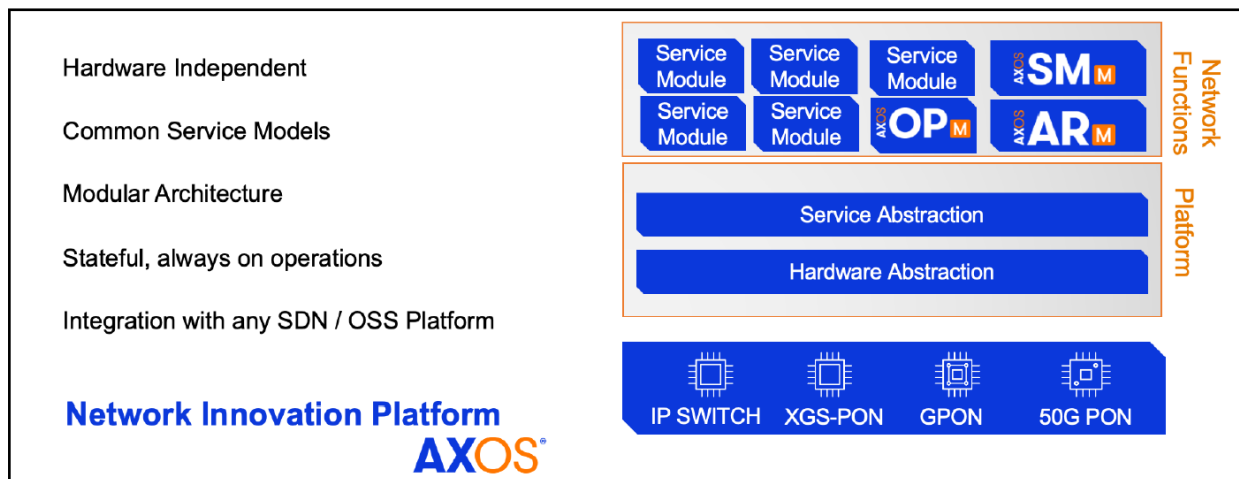 Hardware Independent
Common Service Models
Modular Architecture
Stateful, always on operations
Integration with any SDN / OSS Platform
Network Innovation Platform
AXOS®
Service
Module
Service
Module
Service
Module
AXOS SM M
Service
Module
Service
Module
AXOS OP M
AXOS AR M
Network
Functions
Service Abstraction
Hardware Abstraction
Platform
IP SWITCH
XGS-PON
GPON
50G PON